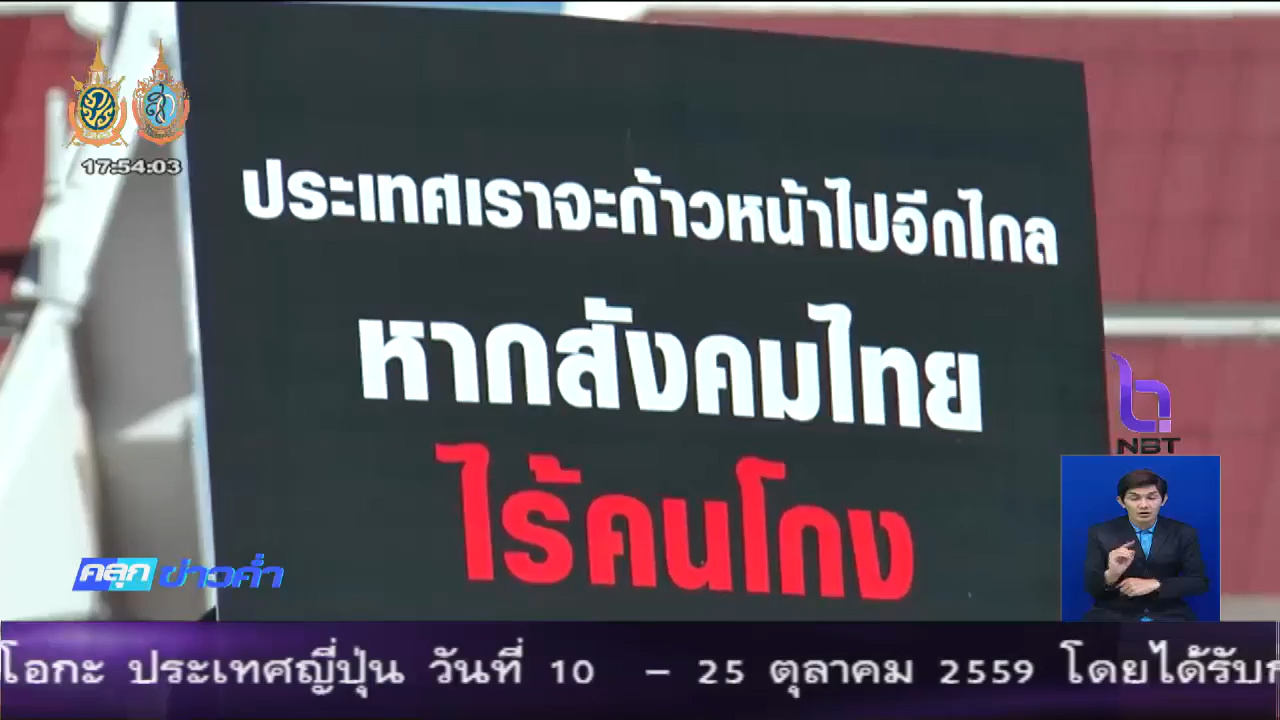 17:54:03
ประเทศเราจะก้าวหน้าไปอีกไกล
หากสังคมไทย
ไร้คนโกง
NBT
คลุกข่าวค่ำ
โอกะ ประเทศญี่ปุ่น วันที่ 10 – 25 ตุลาคม 2559 โดยได้รับ